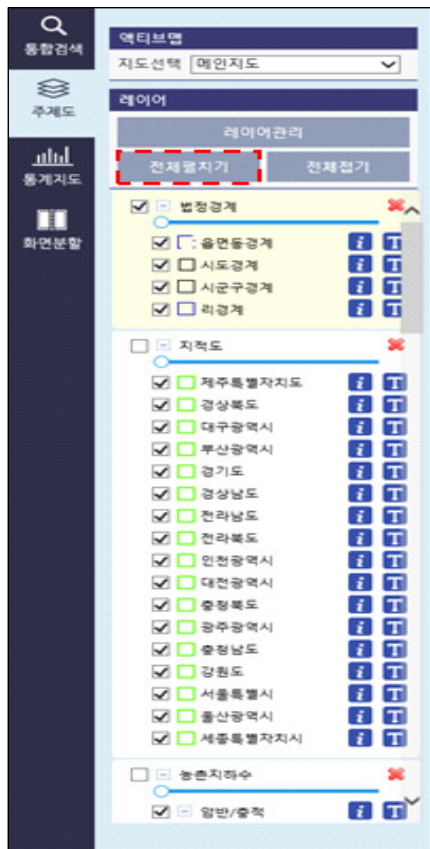 통합검색
주제도
통계지도
화면분할
액티브맵
지도선택 메인지도
레이어
레이어관리
전체펼치기 전체접기
법정경계
읍면동경계 i T
시도경계 i T
시군구경계 i T
리경계 i T
지적도
제주특별자치도 i T
경상북도 i T
대구광역시 i T
부산광역시 i T
경기도 i T
경상남도 i T
전라남도 i T
전라북도 i T
인천광역시 i T
대전광역시 i T
충청북도 i T
광주광역시 i T
충청남도 i T
강원도 i T
서울특별시 i T
울산광역시 i T
세종특별자치시 i T
농촌지하수
암반/충적 i T